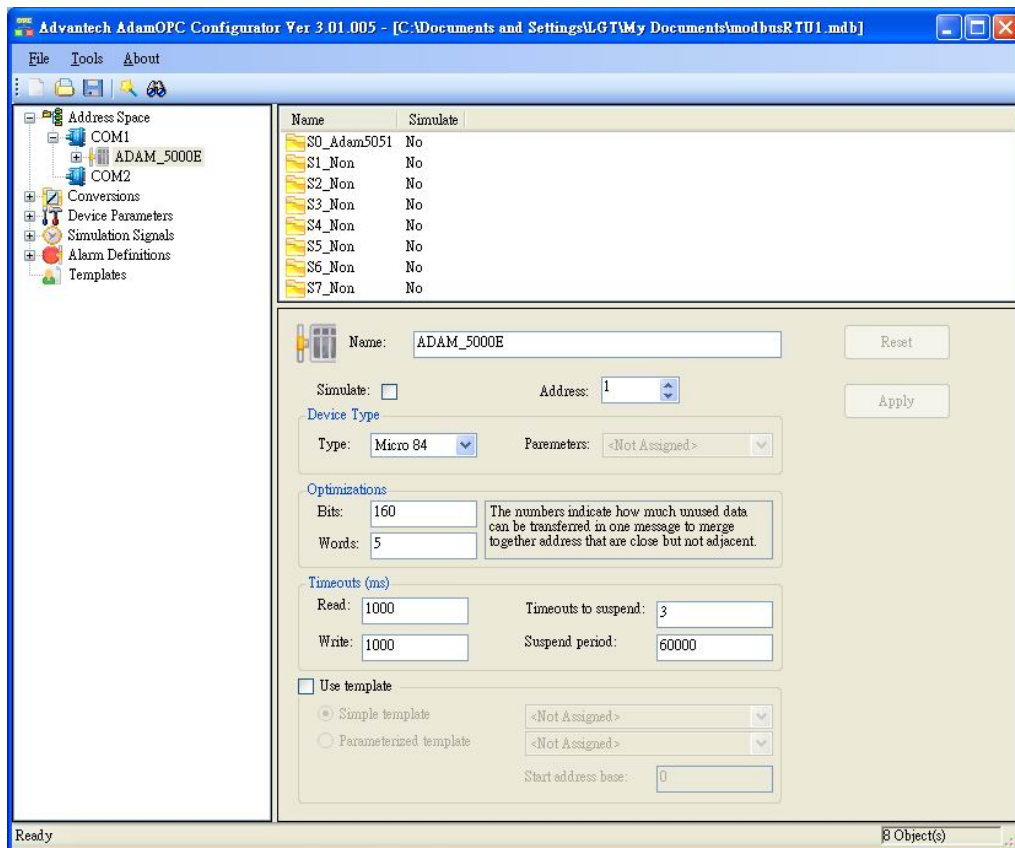 Advantech AdamOPC Configurator Ver 3.01.005 - [C:\Documents and Settings\LGT\My Documents\modbusRTU1.mdb]
File Tools About
Address Space
COM1
ADAM_5000E
COM2
Conversions
Device Parameters
Simulation Signals
Alarm Definitions
Templates
Name Simulate
S0_Adam5051 No
S1_Non No
S2_Non No
S3_Non No
S4_Non No
S5_Non No
S6_Non No
S7_Non No
Name: ADAM_5000E Reset
Simulate: Address: 1 Apply
Device Type
Type: Micro 84 Paremeters: <Not Assigned>
Optimizations
Bits: 160
Words: 5
The numbers indicate how much unused data
can be transferred in one message to merge
together address that are close but not adjacent.
Timeouts (ms)
Read: 1000 Timeouts to suspend: 3
Write: 1000 Suspend period: 60000
Use template
Simple template <Not Assigned>
Parameterized template <Not Assigned>
Start address base: 0
Ready 8 Object(s)